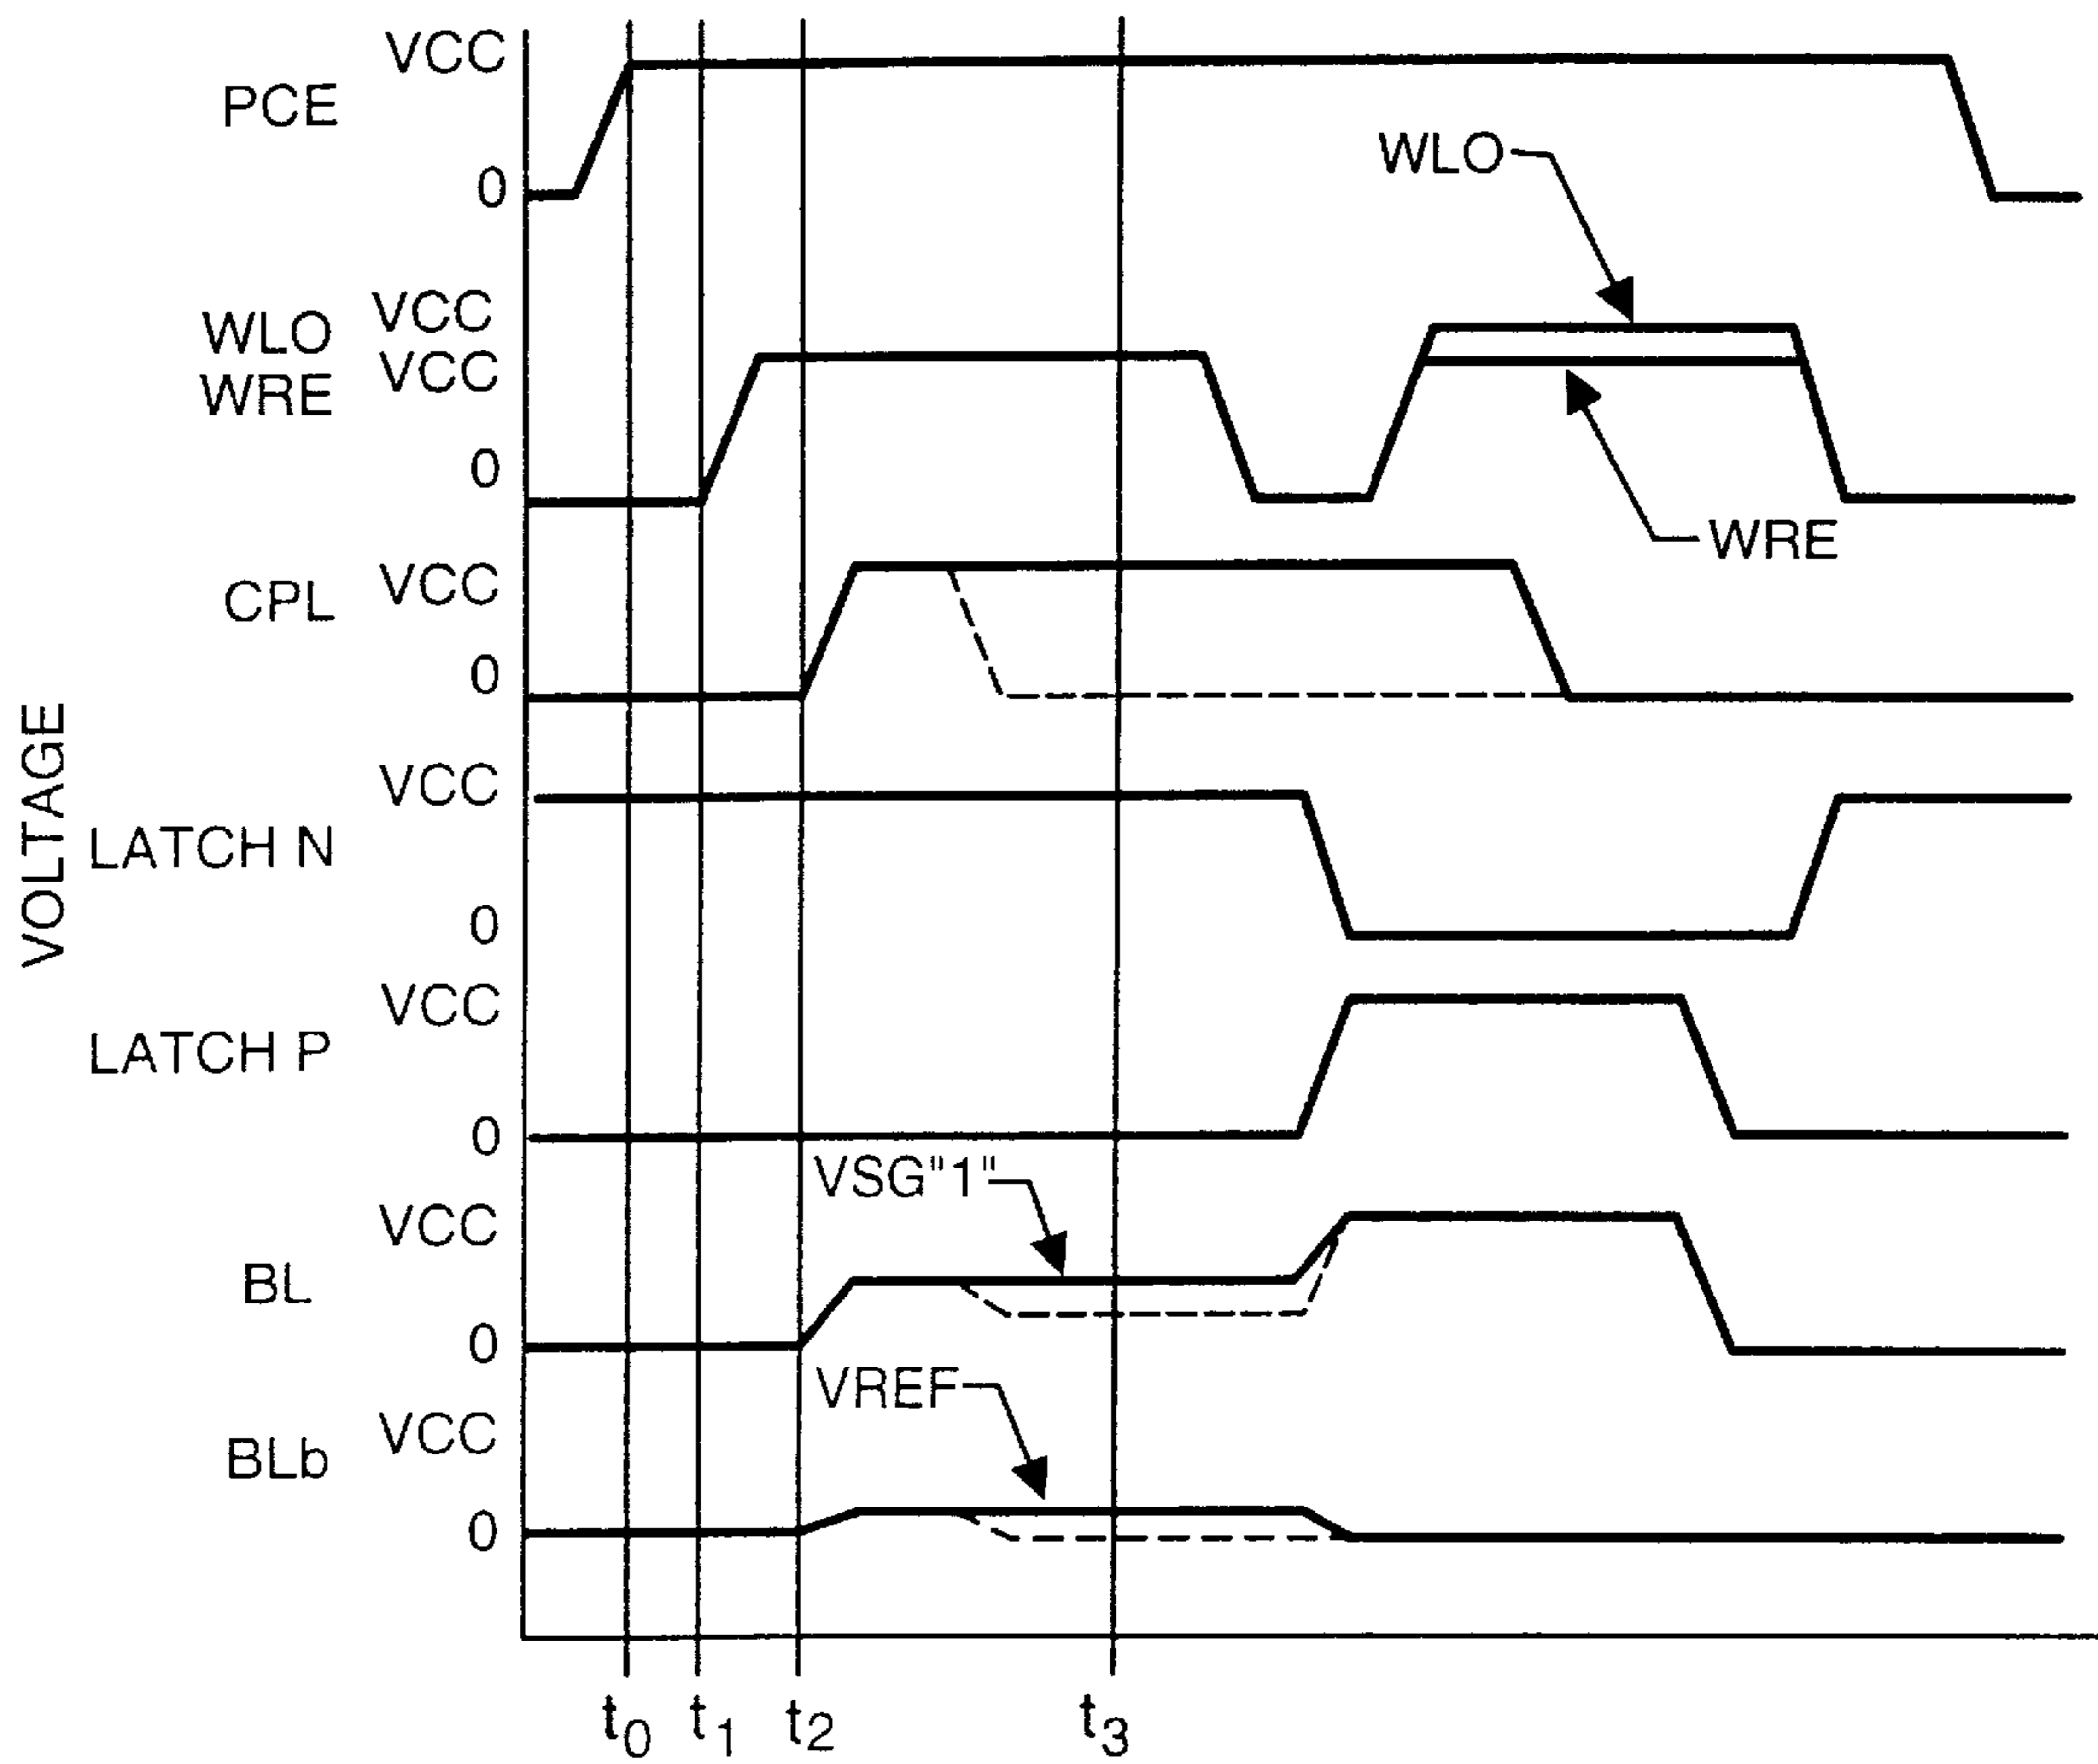 VCC
PCE
0
WLO
WLO VCC
WRE VCC
0
WRE
CPL VCC
0
VOLTAGE
VCC
LATCH N
0
VCC
LATCH P
0
VSG"1"
VCC
BL
0
VREF
VCC
BLb
0
t0 t1 t2 t3